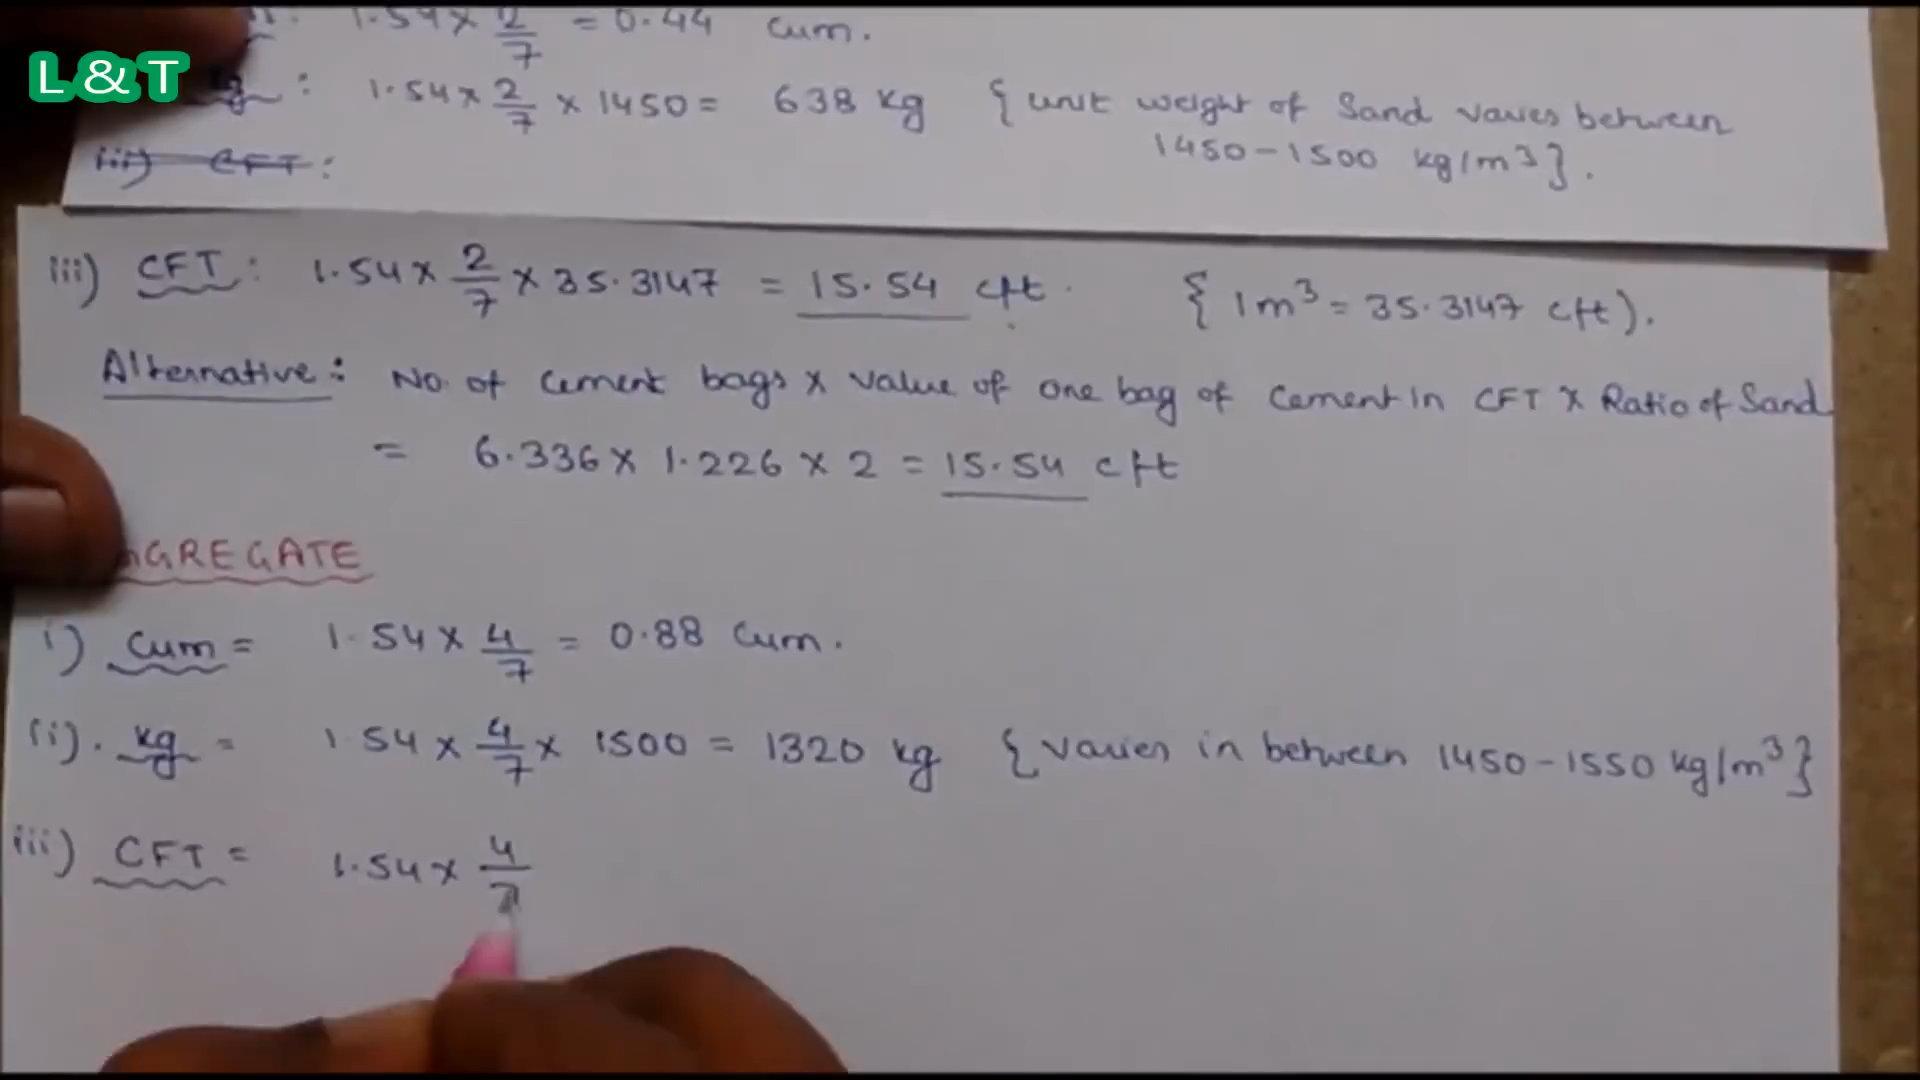 1.54 × 2/7 = 0.44 Cum.
L&T
: 1.54 × 2/7 × 1450 = 638 kg { unit weight of Sand varies between
1450-1500 kg/m³}.
iii) CFT:
iii) CFT: 1.54 × 2/7 × 35.3147 = 15.54 cft. { 1m³ = 35.3147 cft).
Alternative: No. of Cement bags × Value of One bag of Cement in CFT × Ratio of Sand
= 6.336 × 1.226 × 2 = 15.54 cft
GREGATE
i) Cum = 1.54 × 4/7 = 0.88 Cum.
(ii). kg = 1.54 × 4/7 × 1500 = 1320 kg { varies in between 1450-1550 kg/m³}
iii) CFT = 1.54 × 4/7